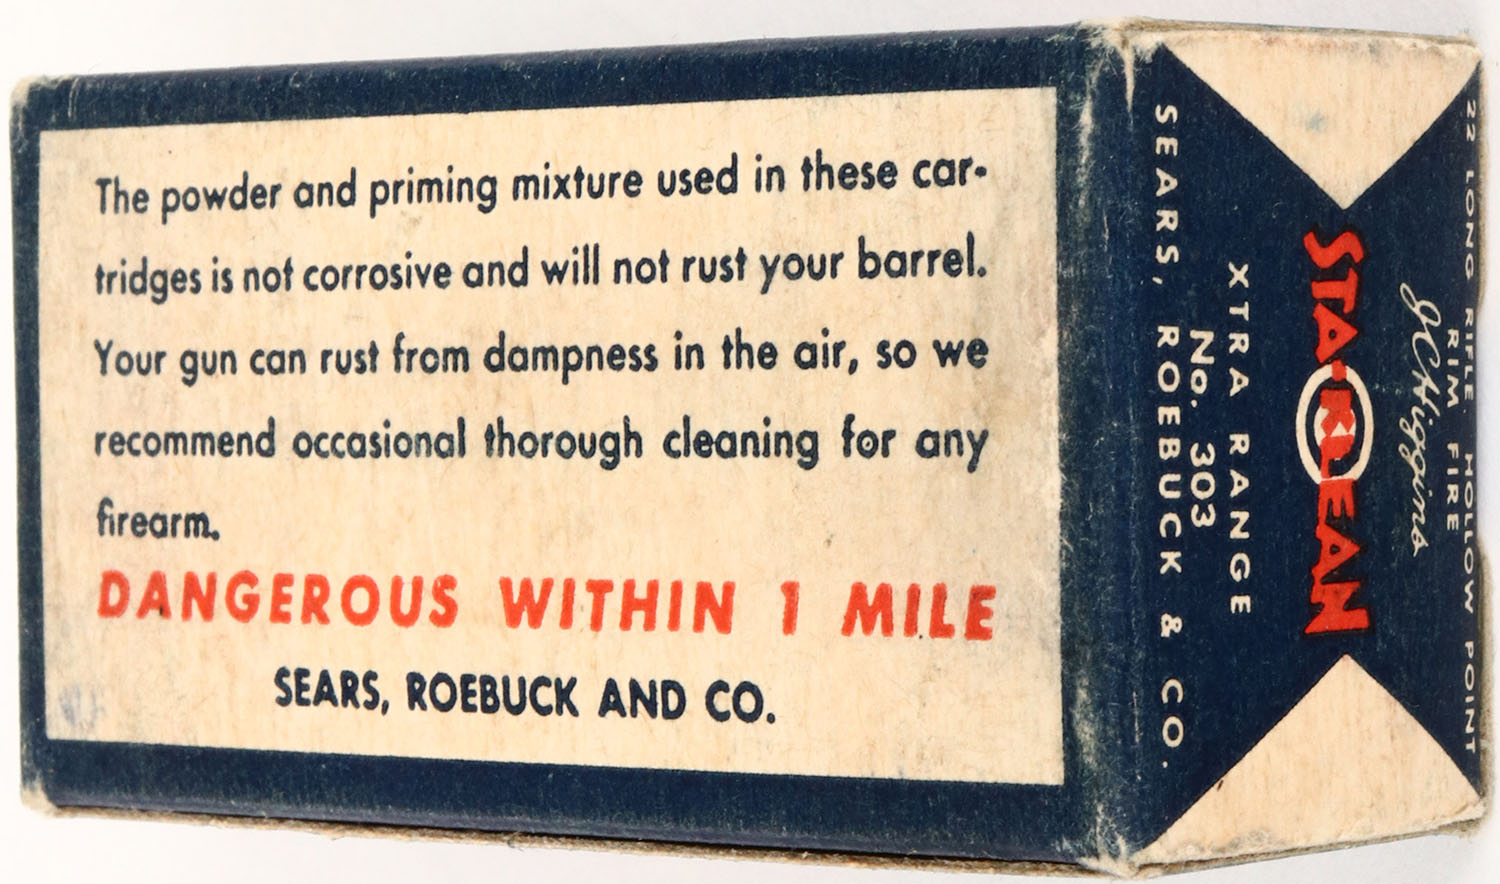 The powder and priming mixture used in these car-
tridges is not corrosive and will not rust your barrel.
Your gun can rust from dampness in the air, so we
recommend occasional thorough cleaning for any
firearm.
DANGEROUS WITHIN 1 MILE
SEARS, ROEBUCK AND CO.
22 LONG RIFLE HOLLOW POINT
RIM FIRE
J.C. Higgins
STA-KLEAN
XTRA RANGE
No. 303
SEARS, ROEBUCK & CO.